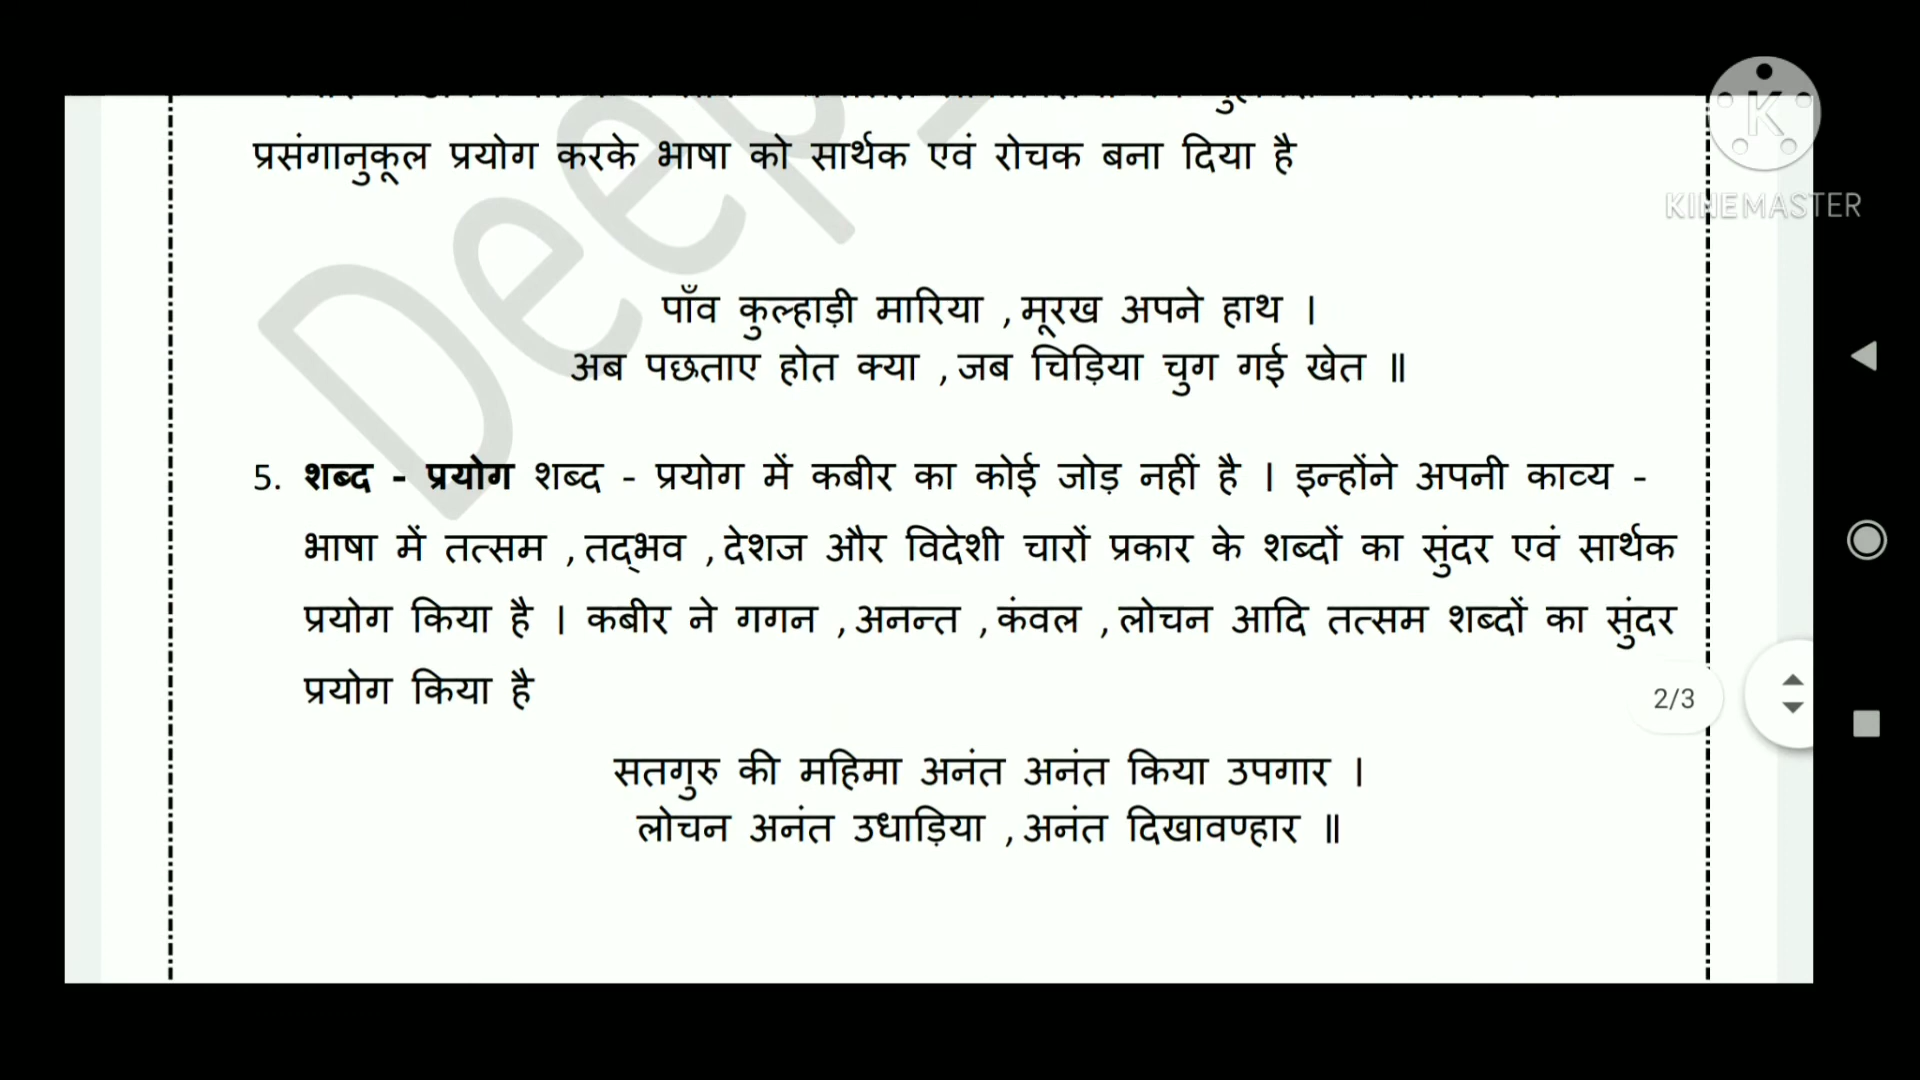 प्रसंगानुकूल प्रयोग करके भाषा को सार्थक एवं रोचक बना दिया है
KINEMASTER
पाँव कुल्हाड़ी मारिया ,मूरख अपने हाथ ।
अब पछताए होत क्या ,जब चिड़िया चुग गई खेत ॥
5. शब्द - प्रयोग शब्द - प्रयोग में कबीर का कोई जोड़ नहीं है । इन्होंने अपनी काव्य -
भाषा में तत्सम ,तद्भव ,देशज और विदेशी चारों प्रकार के शब्दों का सुंदर एवं सार्थक
प्रयोग किया है । कबीर ने गगन ,अनन्त ,कंवल ,लोचन आदि तत्सम शब्दों का सुंदर
प्रयोग किया है
2/3
सतगुरु की महिमा अनंत अनंत किया उपगार ।
लोचन अनंत उधाड़िया ,अनंत दिखावण्हार ॥